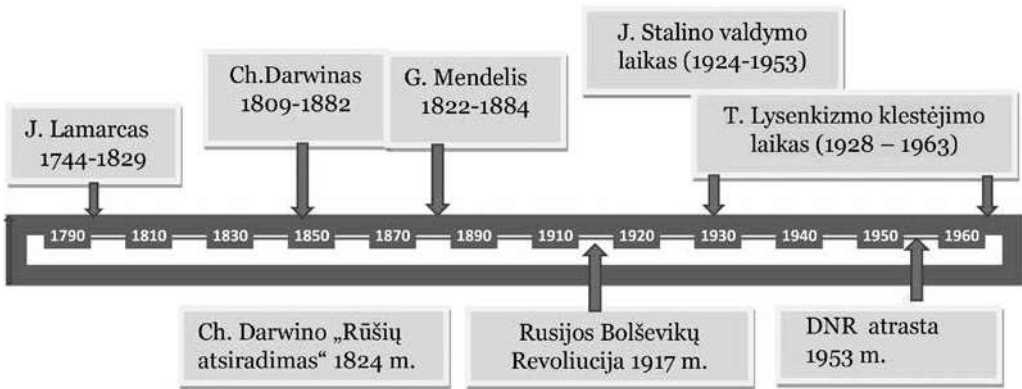 J. Stalino valdymo
laikas (1924-1953)
Ch.Darwinas
1809-1882
G. Mendelis
1822-1884
T. Lysenkizmo klestėjimo
laikas (1928 – 1963)
J. Lamarcas
1744-1829
1790 1810 1830 1850 1870 1890 1910 1920 1930 1940 1950 1960
Ch. Darwino „Rūšių
atsiradimas“ 1824 m.
Rusijos Bolševikų
Revoliucija 1917 m.
DNR atrasta
1953 m.